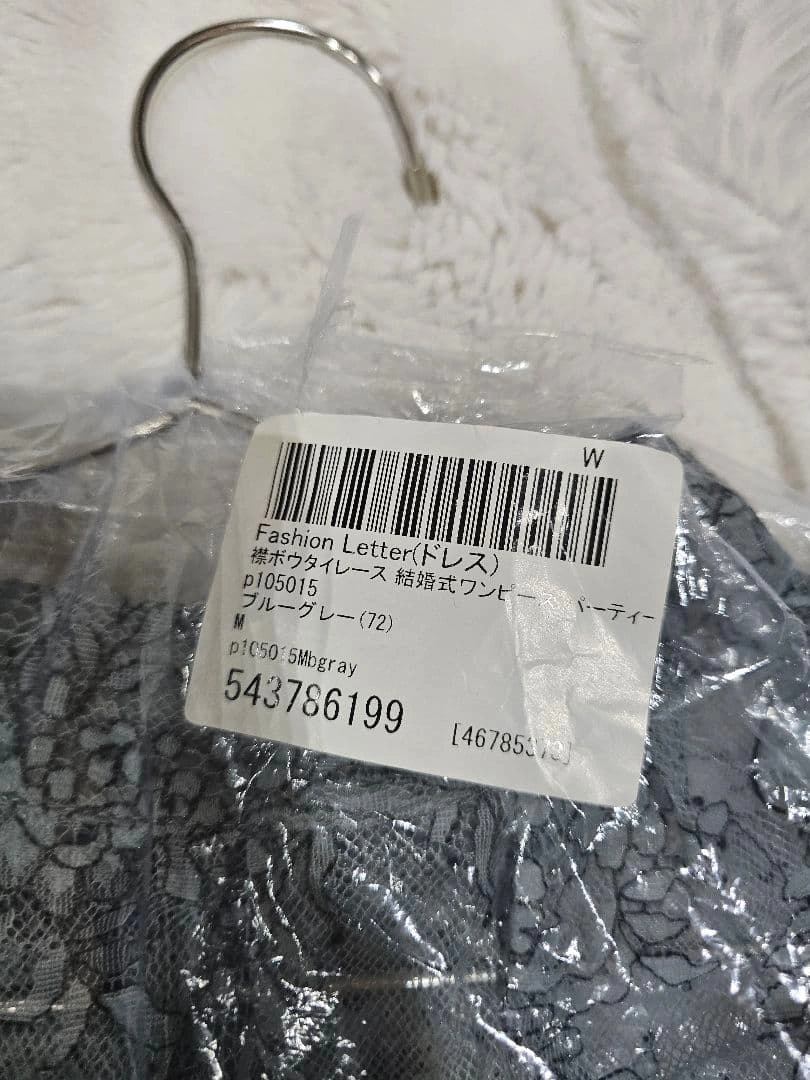 W
Fashion Letter(ドレス)
襟ボウタイレース 結婚式ワンピース パーティー
p105015
ブルーグレー(72)
M
p105015Mbgray
543786199